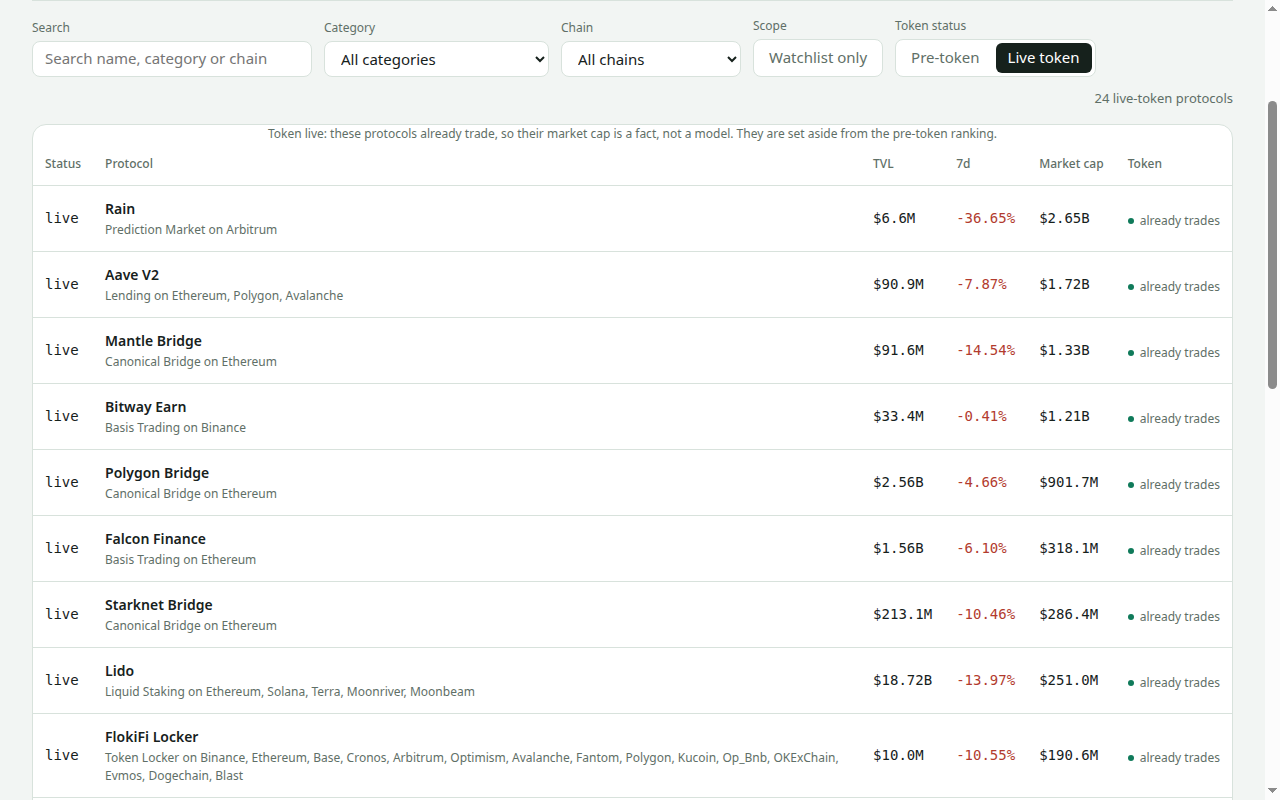 Search
Category
Chain
Scope
Token status
Search name, category or chain
All categories
All chains
Watchlist only
Pre-token
Live token
24 live-token protocols
Token live: these protocols already trade, so their market cap is a fact, not a model. They are set aside from the pre-token ranking.
Status Protocol TVL 7d Market cap Token
live Rain $6.6M -36.65% $2.65B already trades
Prediction Market on Arbitrum
live Aave V2 $90.9M -7.87% $1.72B already trades
Lending on Ethereum, Polygon, Avalanche
live Mantle Bridge $91.6M -14.54% $1.33B already trades
Canonical Bridge on Ethereum
live Bitway Earn $33.4M -0.41% $1.21B already trades
Basis Trading on Binance
live Polygon Bridge $2.56B -4.66% $901.7M already trades
Canonical Bridge on Ethereum
live Falcon Finance $1.56B -6.10% $318.1M already trades
Basis Trading on Ethereum
live Starknet Bridge $213.1M -10.46% $286.4M already trades
Canonical Bridge on Ethereum
live Lido $18.72B -13.97% $251.0M already trades
Liquid Staking on Ethereum, Solana, Terra, Moonriver, Moonbeam
live FlokiFi Locker $10.0M -10.55% $190.6M already trades
Token Locker on Binance, Ethereum, Base, Cronos, Arbitrum, Optimism, Avalanche, Fantom, Polygon, Kucoin, Op_Bnb, OKExChain,
Evmos, Dogechain, Blast